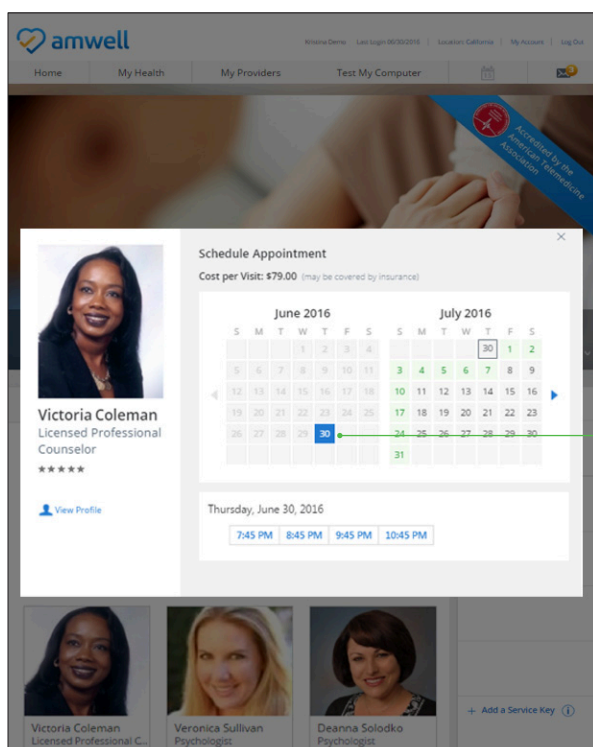 amwell
Kristina Demo Last Login 06/30/2016 | Location: California | My Account | Log Out
Home My Health My Providers Test My Computer
Accredited by the
American Telemedicine
Association
×
Schedule Appointment
Cost per Visit: $79.00 (may be covered by insurance)
June 2016
S M T W T F S
1 2 3 4
5 6 7 8 9 10 11
12 13 14 15 16 17 18
19 20 21 22 23 24 25
26 27 28 29 30
July 2016
S M T W T F S
30 1 2
3 4 5 6 7 8 9
10 11 12 13 14 15 16
17 18 19 20 21 22 23
24 25 26 27 28 29 30
31
Victoria Coleman
Licensed Professional
Counselor
★★★★★
View Profile
Thursday, June 30, 2016
7:45 PM 8:45 PM 9:45 PM 10:45 PM
Victoria Coleman
Licensed Professional C...
Veronica Sullivan
Psychologist
Deanna Solodko
Psychologist
+ Add a Service Key